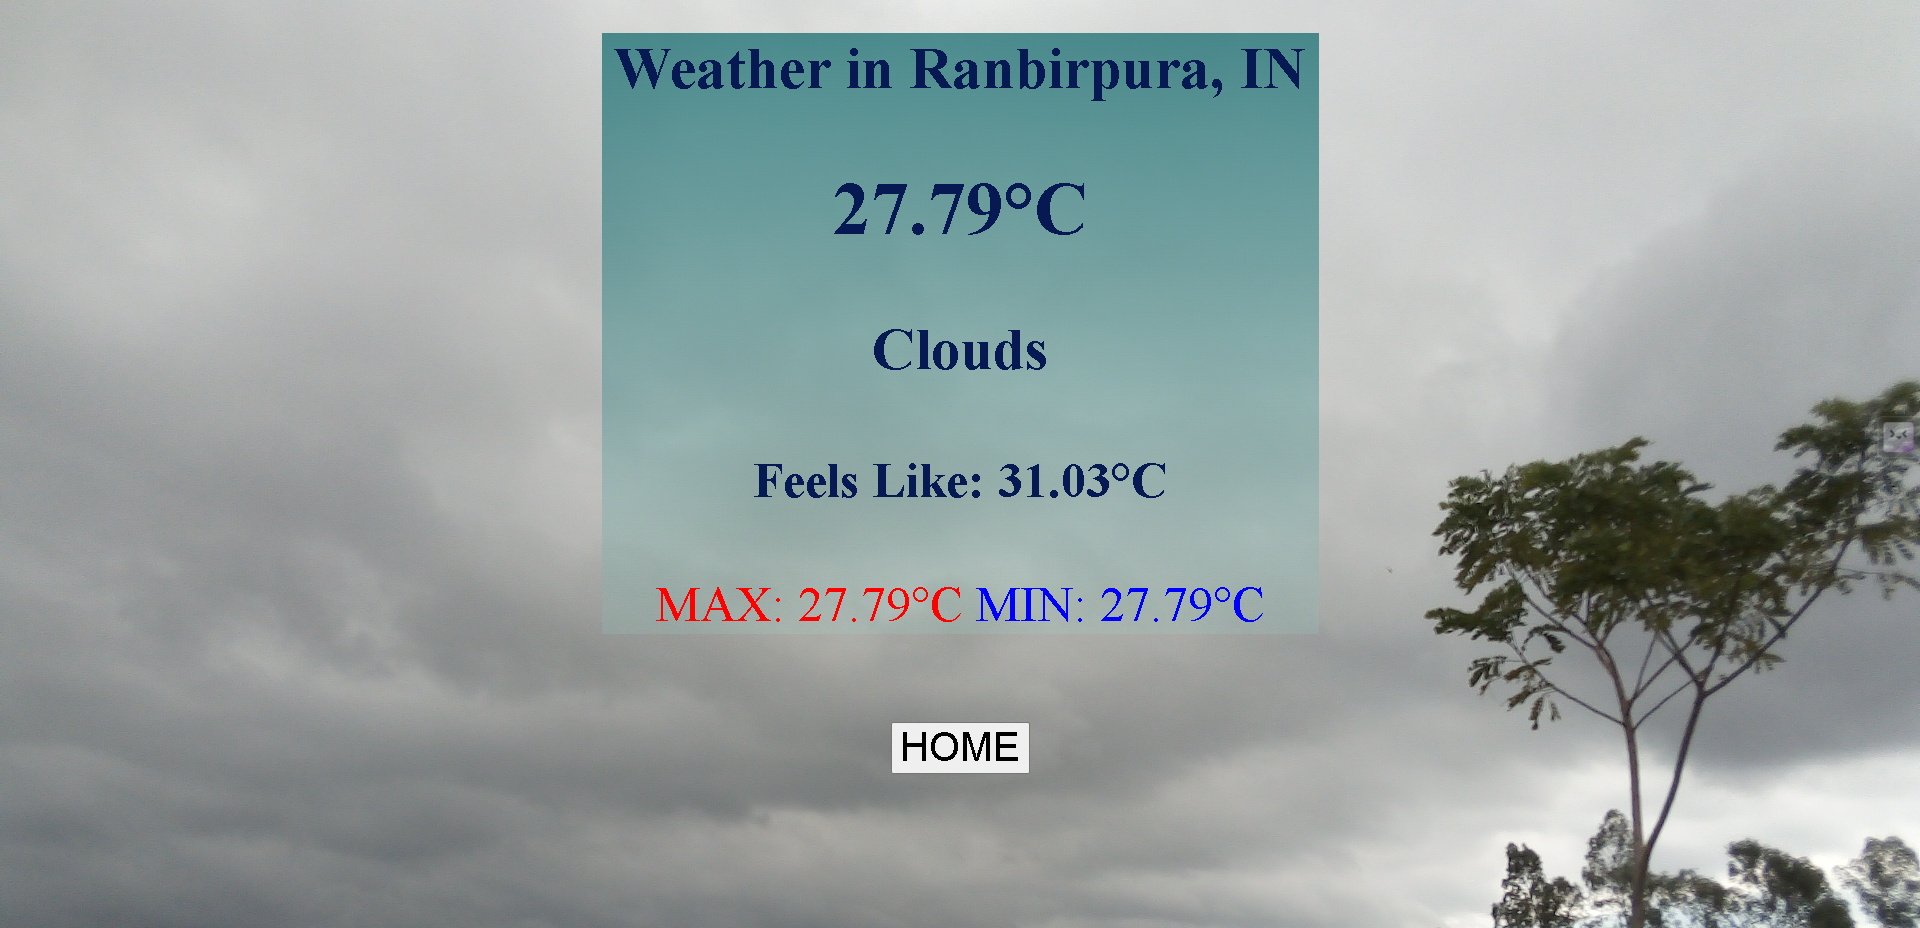 Weather in Ranbirpura, IN
27.79°C
Clouds
Feels Like: 31.03°C
MAX: 27.79°C MIN: 27.79°C
HOME